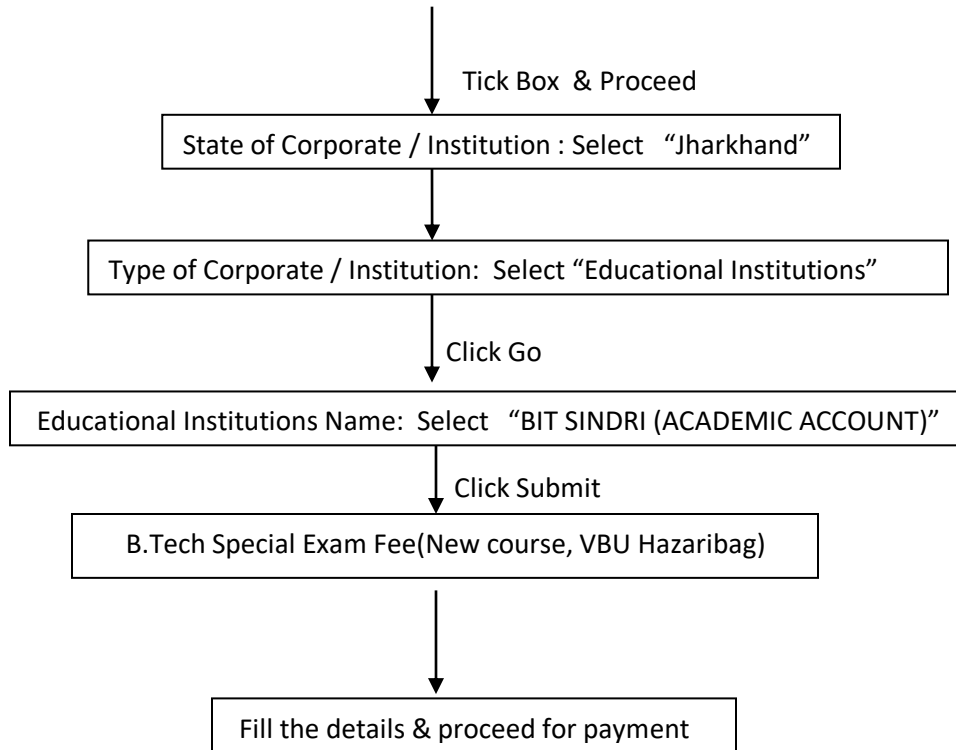 Tick Box & Proceed
State of Corporate / Institution : Select “Jharkhand”
Type of Corporate / Institution: Select “Educational Institutions”
Click Go
Educational Institutions Name: Select “BIT SINDRI (ACADEMIC ACCOUNT)”
Click Submit
B.Tech Special Exam Fee(New course, VBU Hazaribag)
Fill the details & proceed for payment